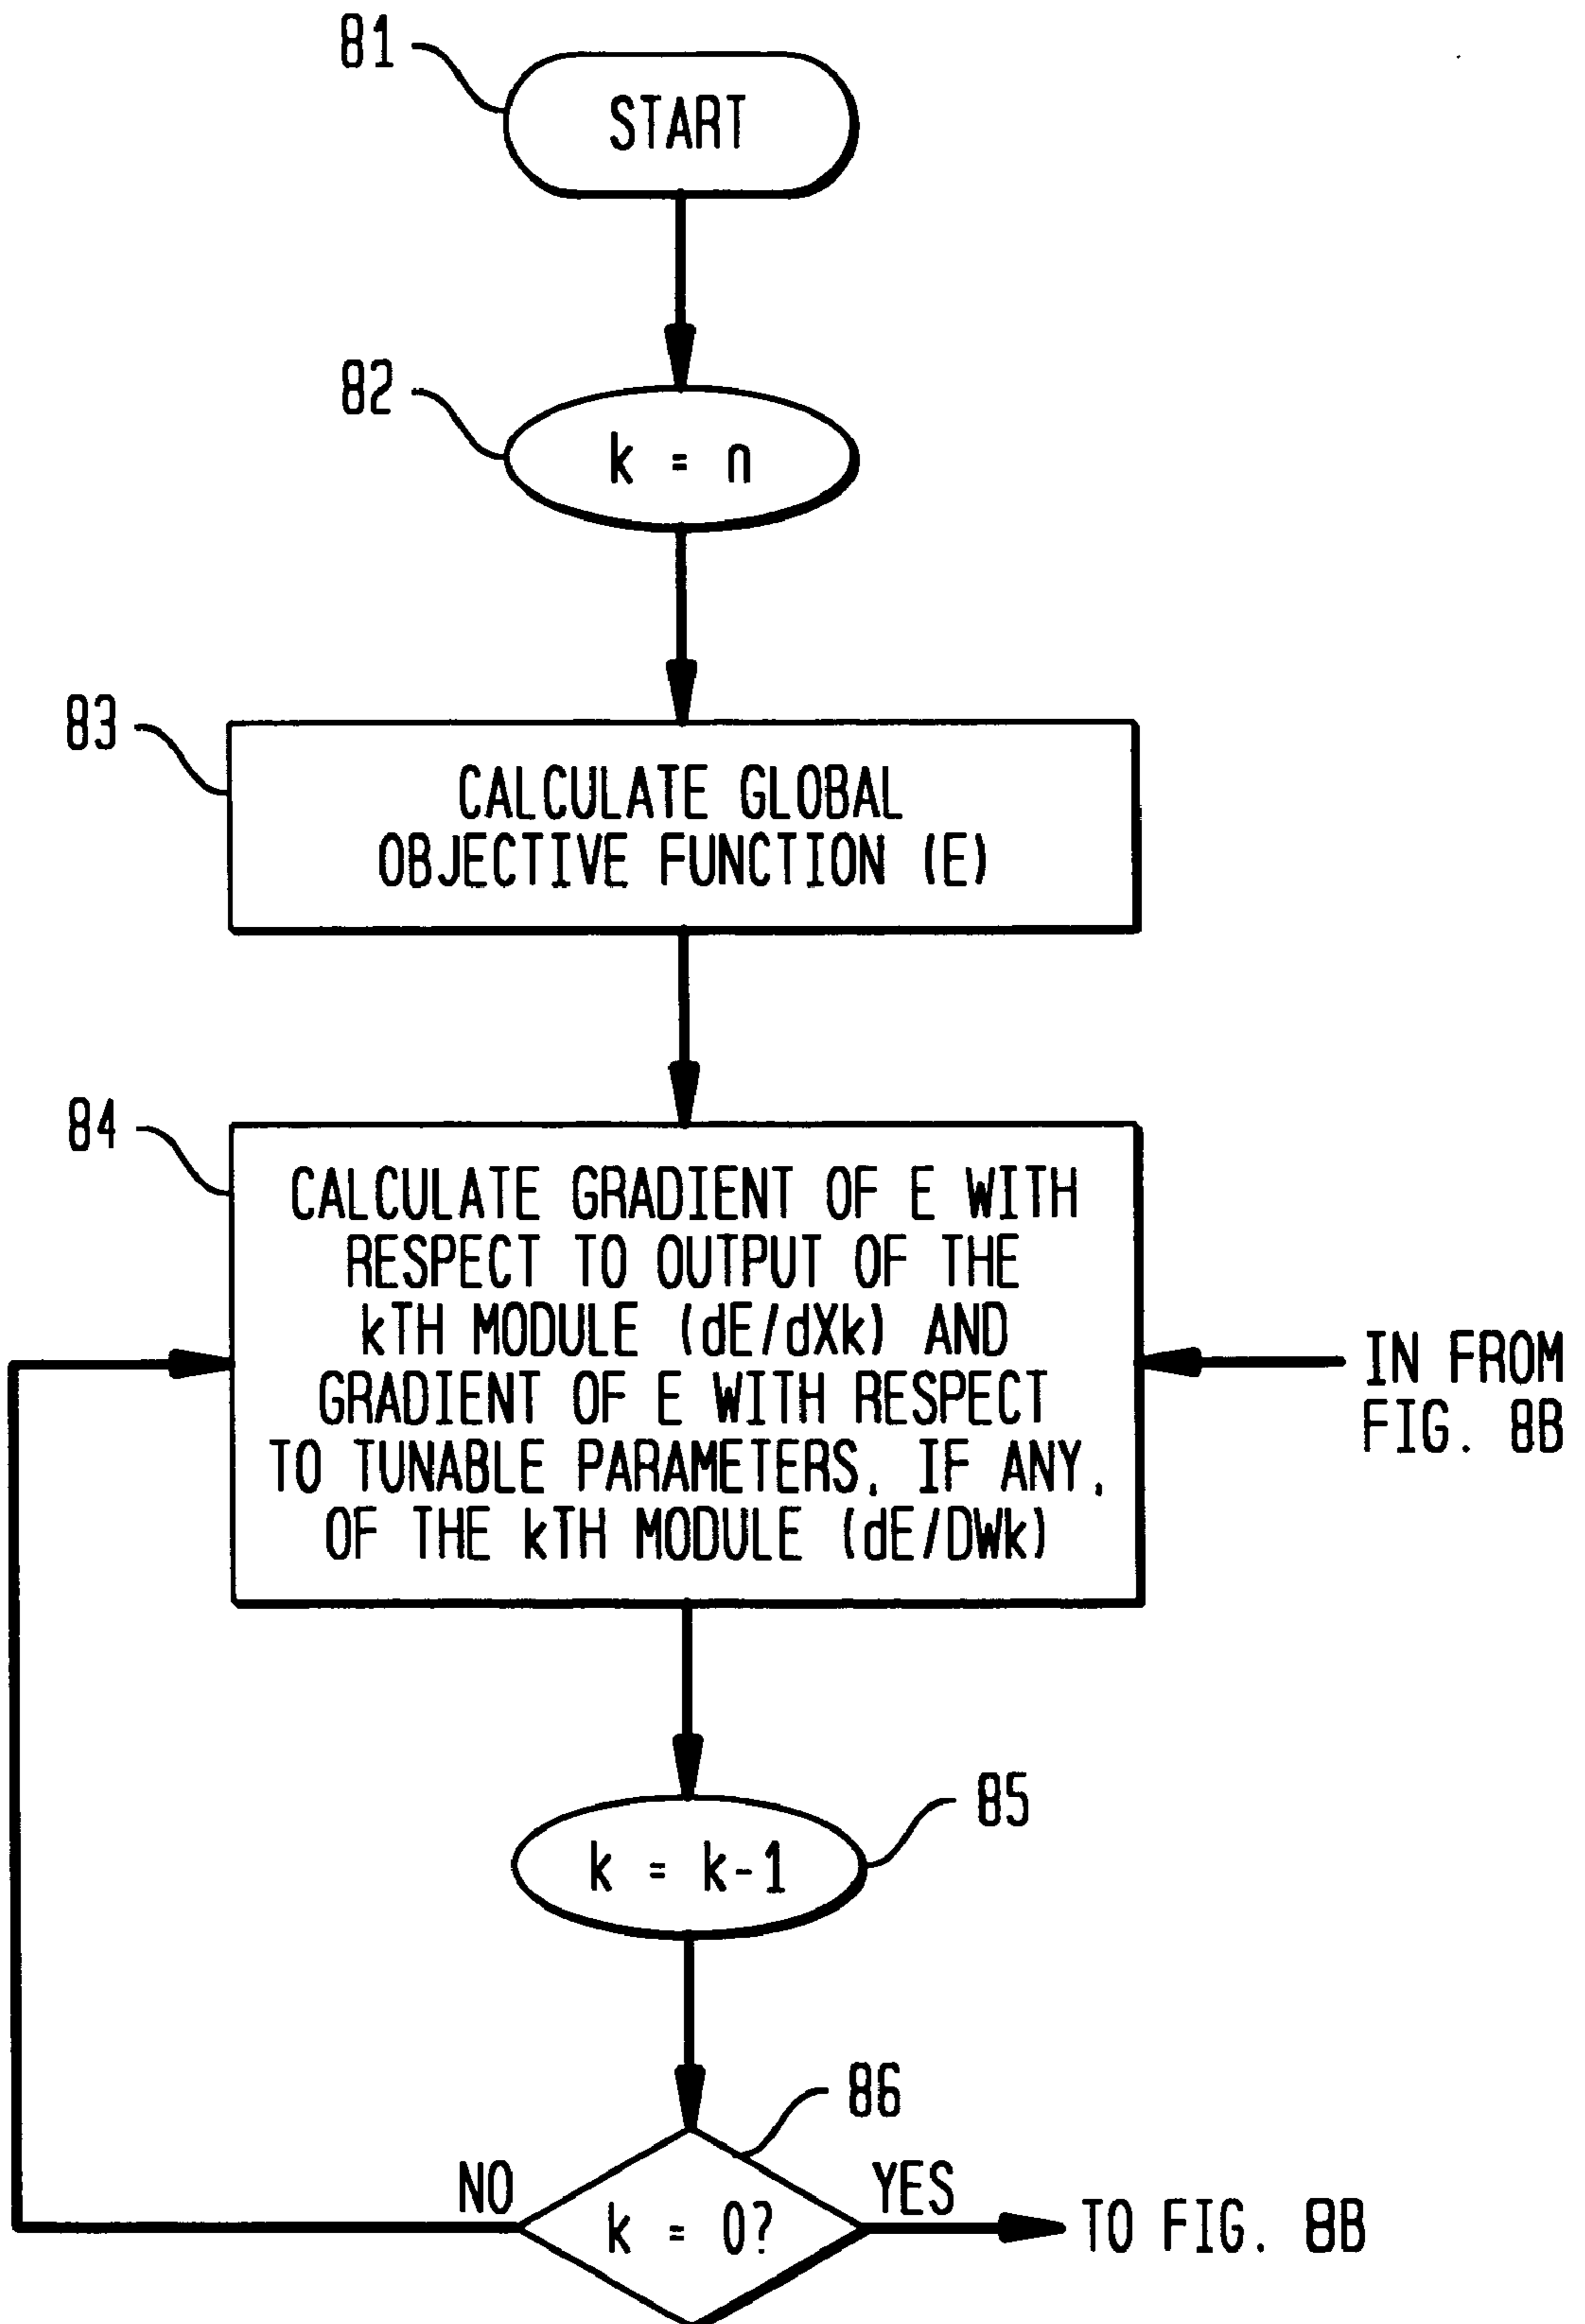 81
START
82
k = n
83
CALCULATE GLOBAL
OBJECTIVE FUNCTION (E)
84
CALCULATE GRADIENT OF E WITH
RESPECT TO OUTPUT OF THE
kTH MODULE (dE/dXk) AND
GRADIENT OF E WITH RESPECT
TO TUNABLE PARAMETERS, IF ANY,
OF THE kTH MODULE (dE/DWk)
IN FROM
FIG. 8B
85
k = k-1
86
NO
k = 0?
YES
TO FIG. 8B